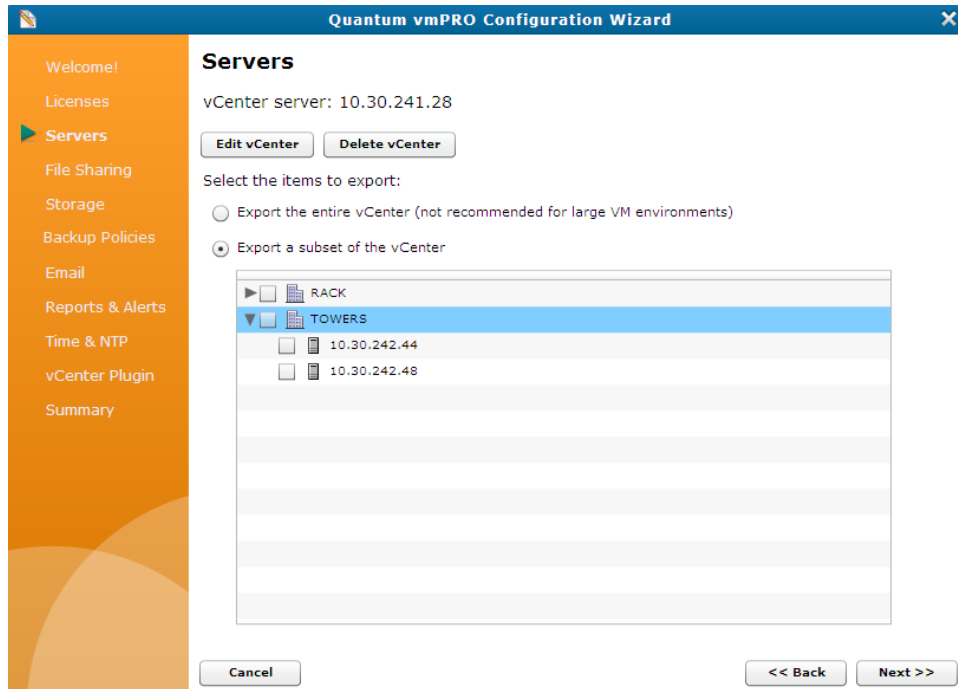 Quantum vmPRO Configuration Wizard
Welcome!
Licenses
Servers
File Sharing
Storage
Backup Policies
Email
Reports & Alerts
Time & NTP
vCenter Plugin
Summary
Servers
vCenter server: 10.30.241.28
Edit vCenter Delete vCenter
Select the items to export:
Export the entire vCenter (not recommended for large VM environments)
Export a subset of the vCenter
RACK
TOWERS
10.30.242.44
10.30.242.48
Cancel << Back Next >>